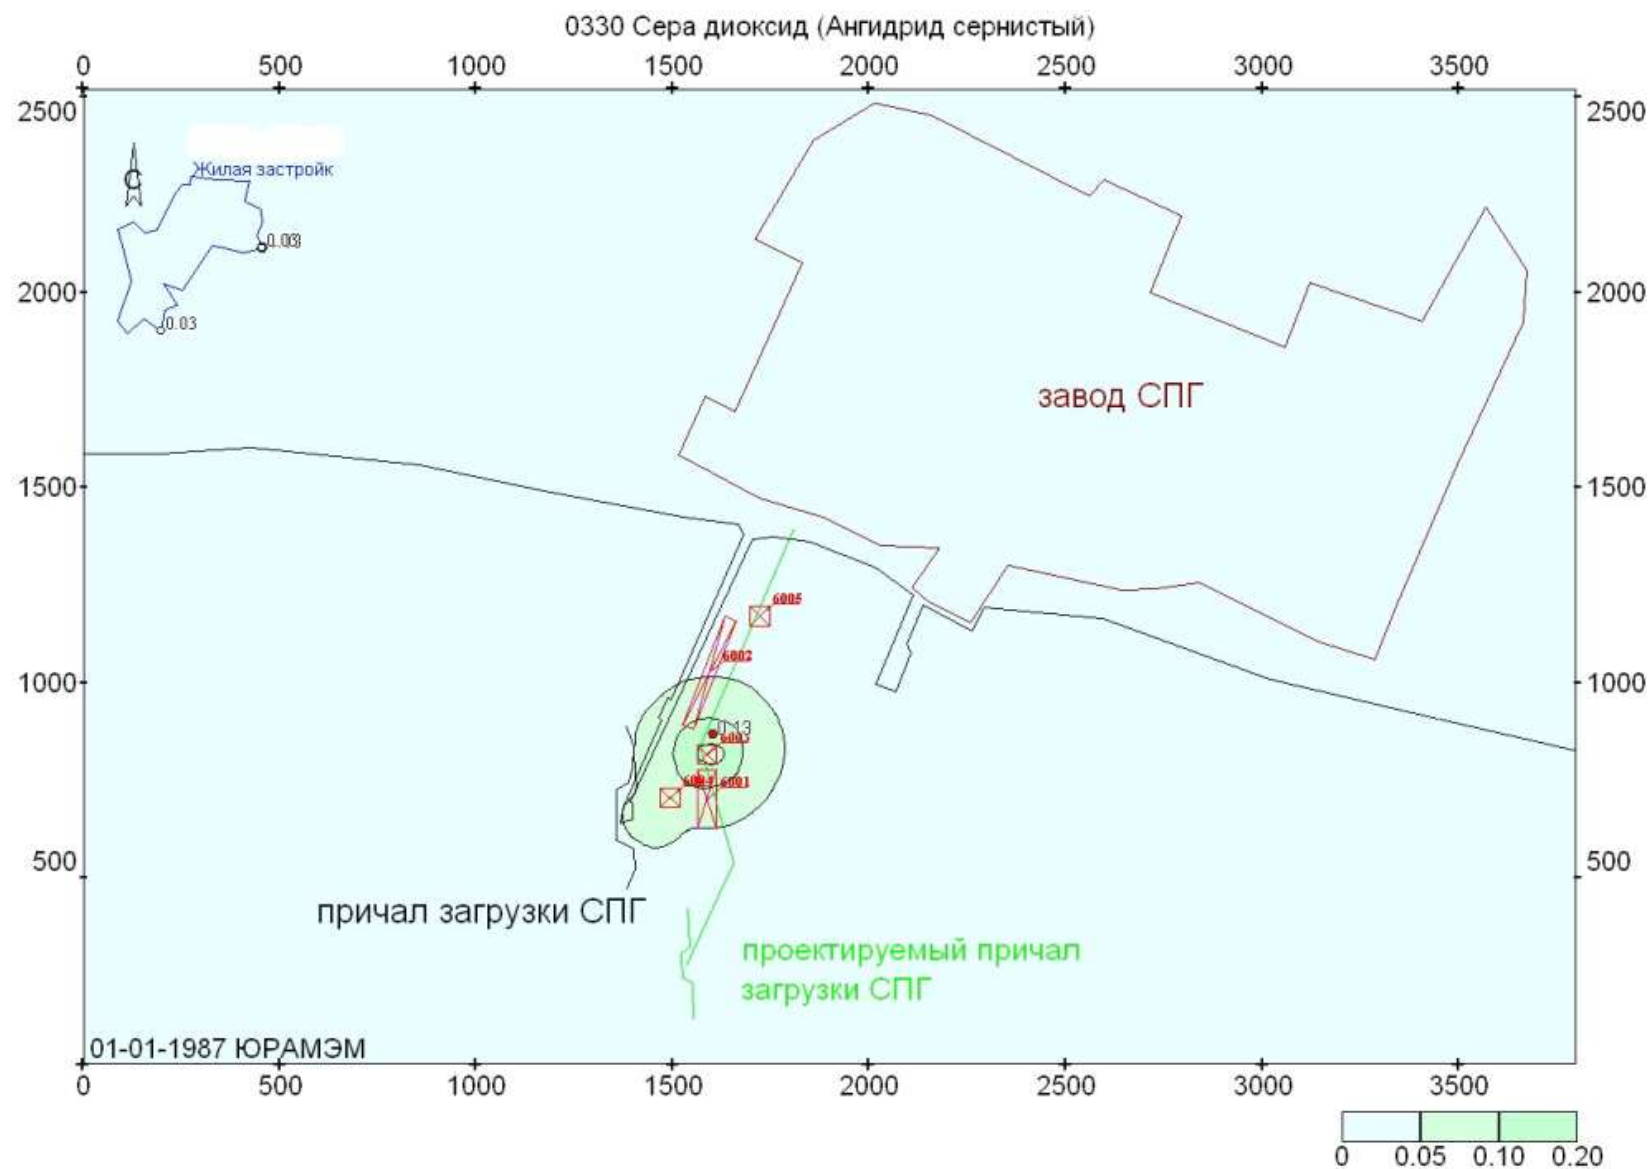 0330 Сера диоксид (Ангидрид сернистый)
0 500 1000 1500 2000 2500 3000 3500
2500 2500
Жилая застройк
С
2000 2000
0.03
завод СПГ
1500 1500
6005
6002
1000 1000
0.13
6003
6001
500 500
причал загрузки СПГ
проектируемый причал
загрузки СПГ
01-01-1987 ЮРАМЭМ
0 500 1000 1500 2000 2500 3000 3500
0 0.05 0.10 0.20